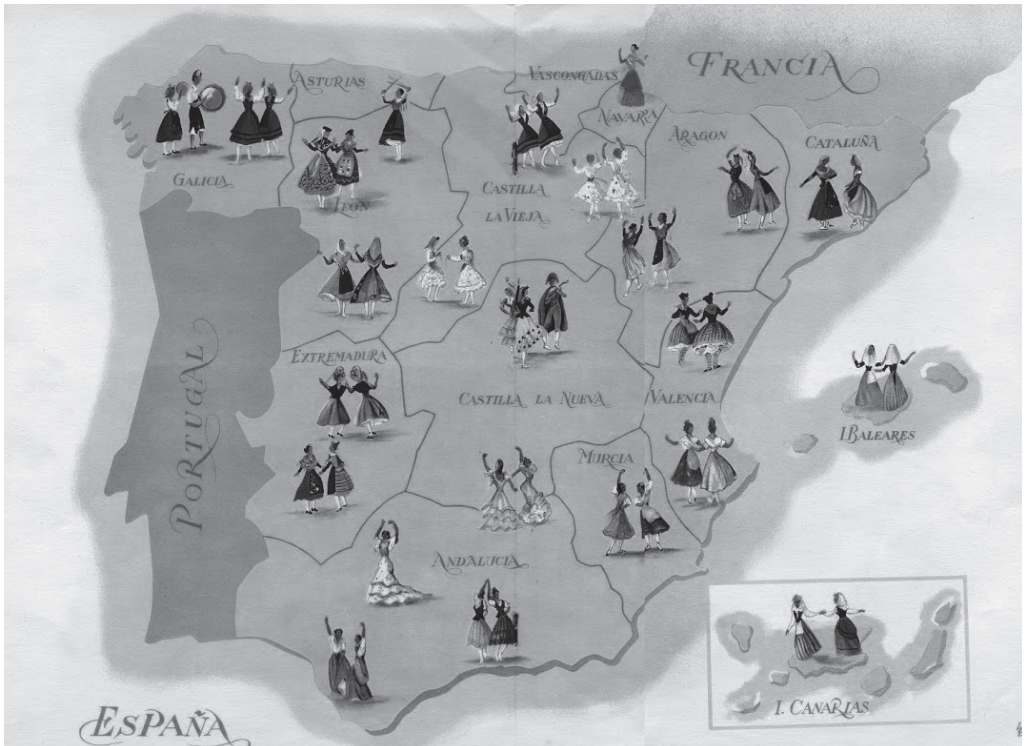 ASTURIAS
VASCONGADAS
FRANCIA
NAVARRA
ARAGON
CATALUÑA
GALICIA
LEON
CASTILLA
LA VIEJA
EXTREMADURA
PORTUGAL
CASTILLA LA NUEVA
VALENCIA
I. BALEARES
MURCIA
ANDALUCIA
I. CANARIAS
ESPAÑA